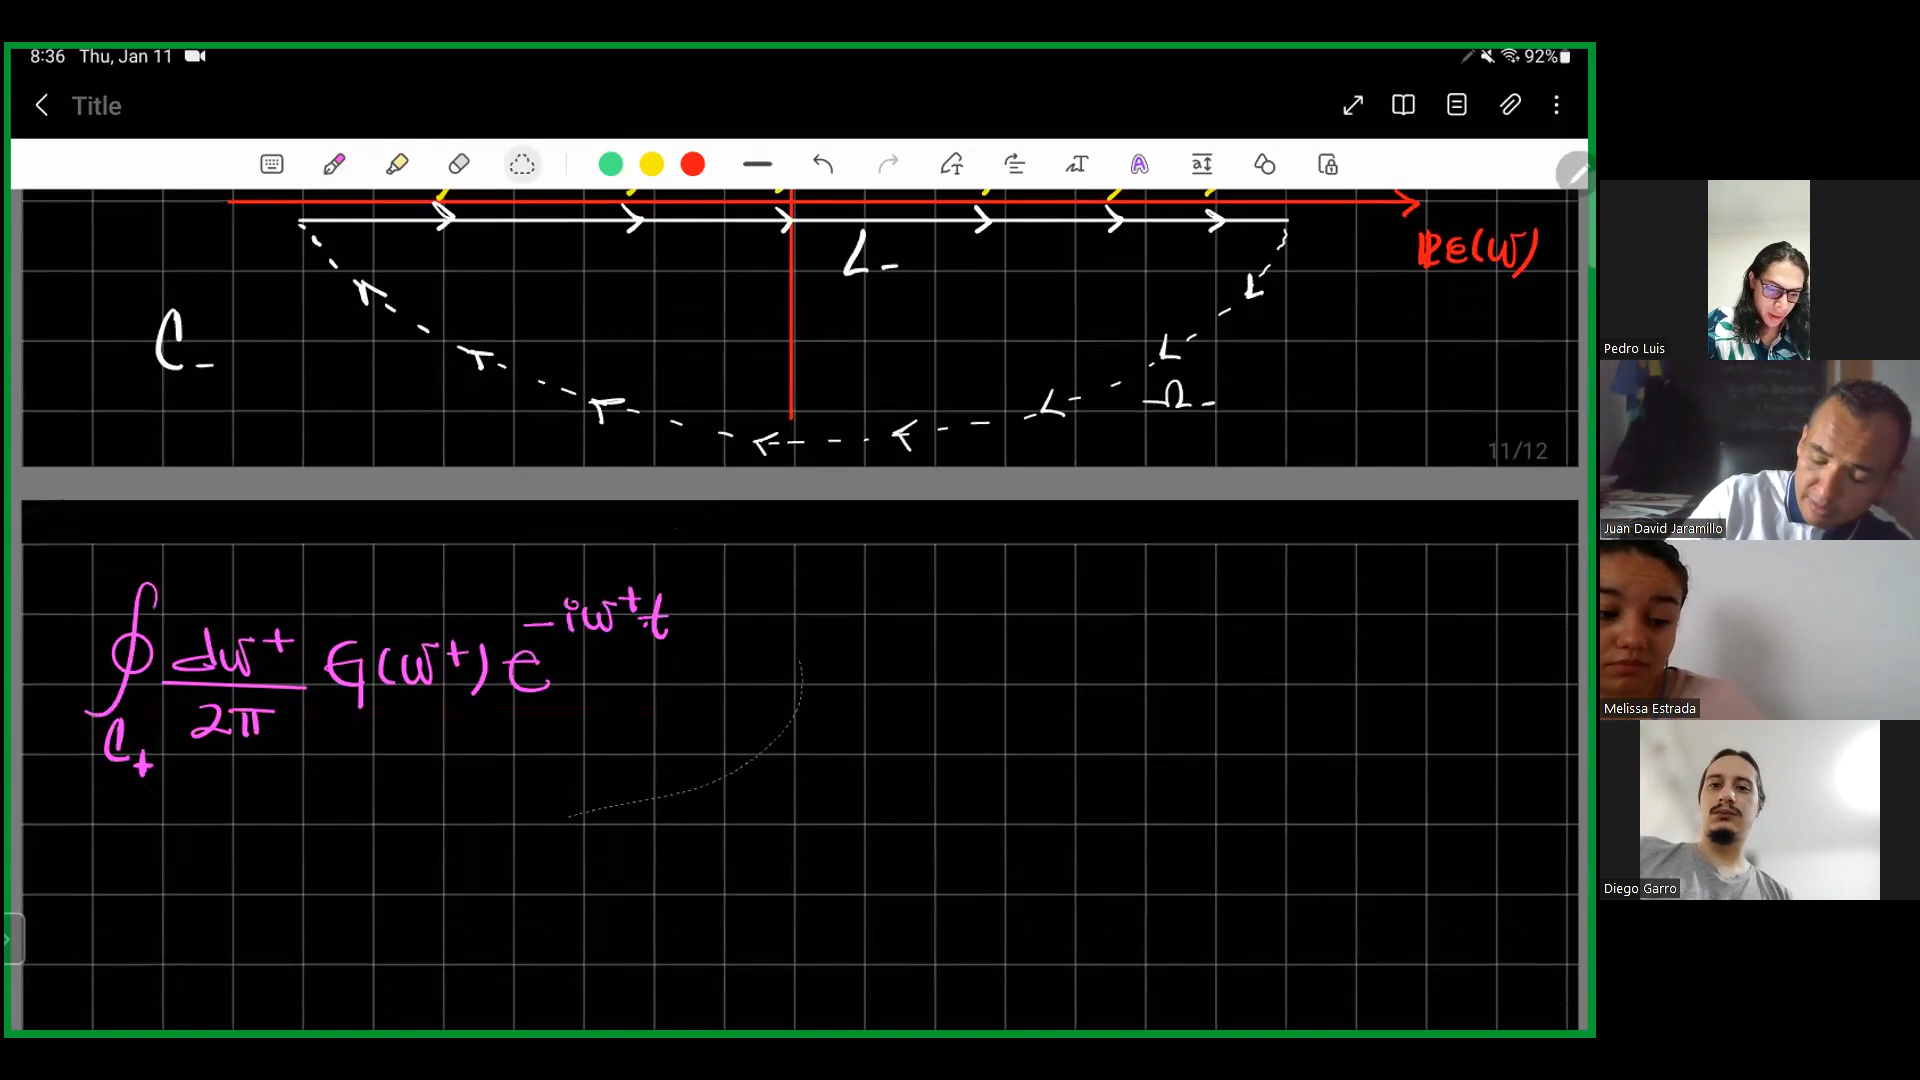 8:36 Thu, Jan 11 92%
Title
Re(ω)
L-
C-
Ω-
11/12
∮ dω⁺ G(ω⁺) e^-iω⁺t
C₊ 2π
Pedro Luis
Juan David Jaramillo
Melissa Estrada
Diego Garro